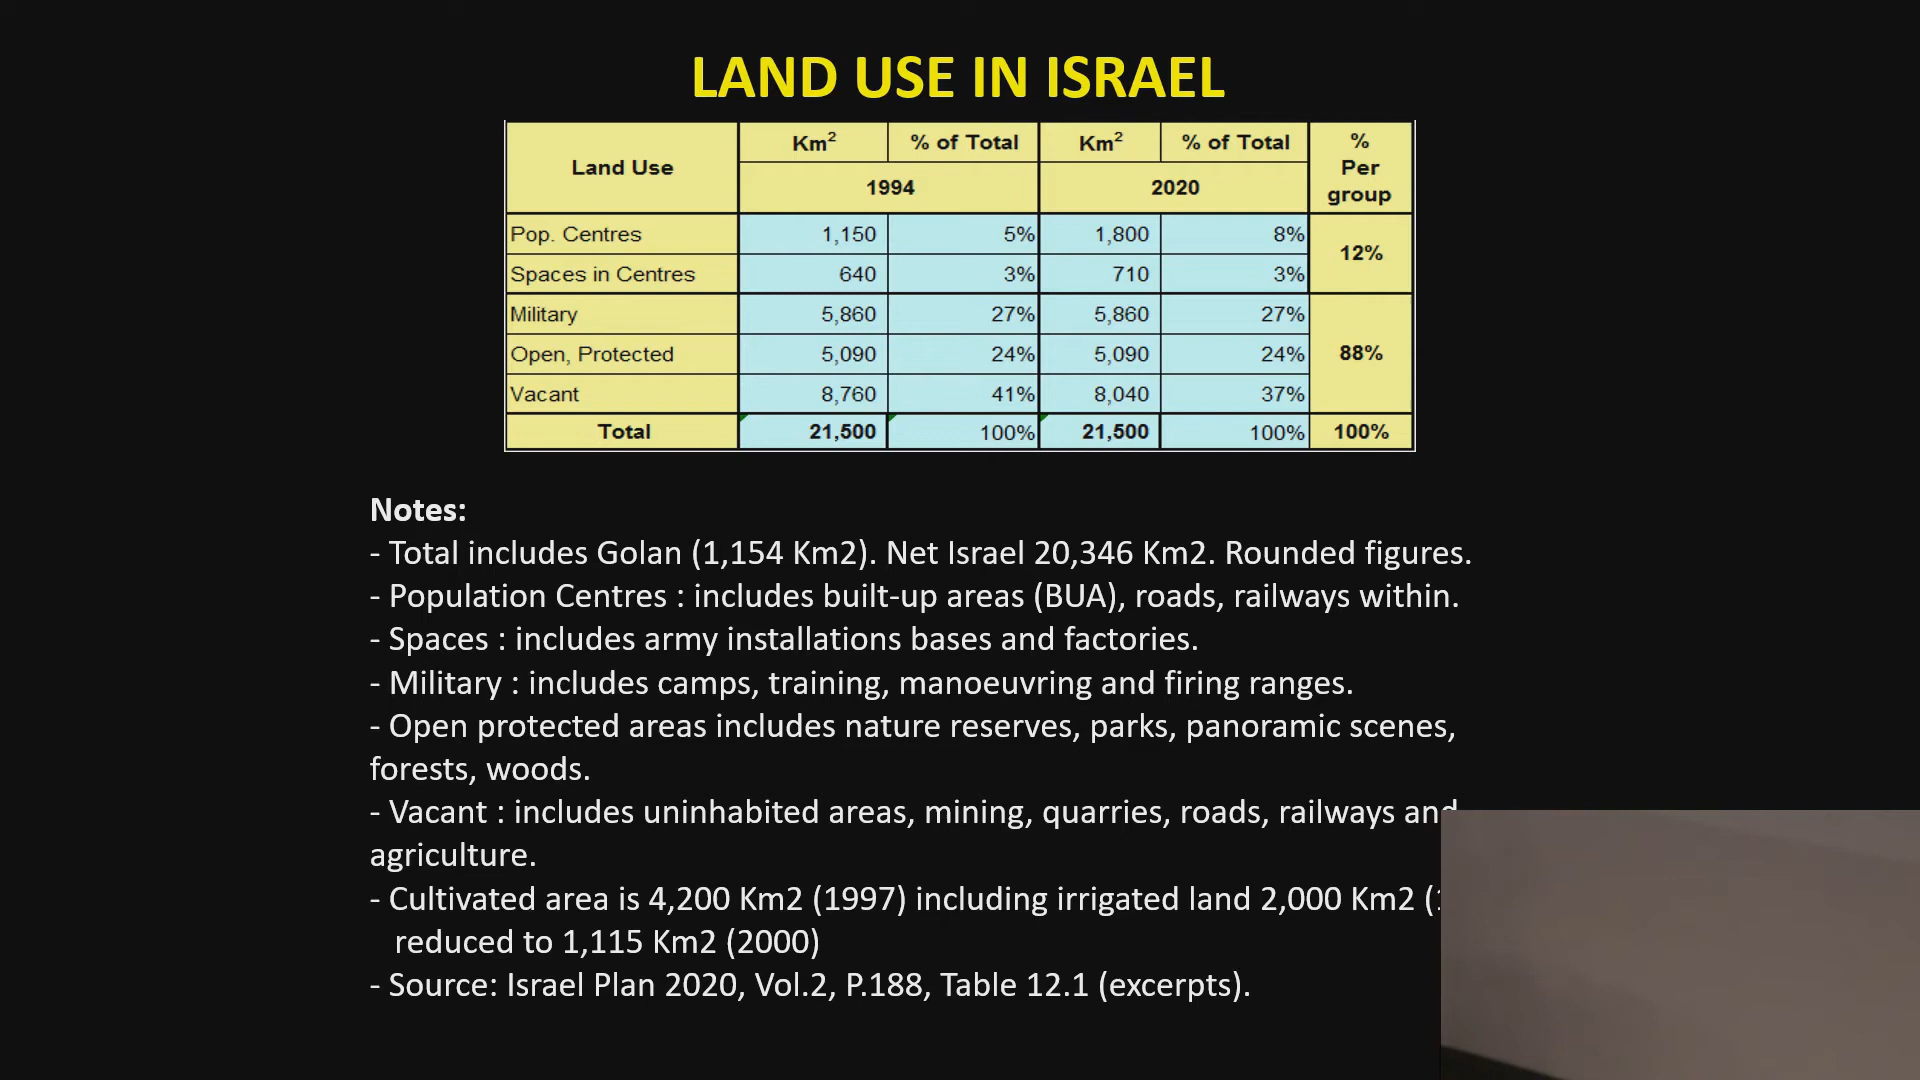 LAND USE IN ISRAEL
Land Use Km² % of Total Km² % of Total % Per group
1994 2020
Pop. Centres 1,150 5% 1,800 8% 12%
Spaces in Centres 640 3% 710 3%
Military 5,860 27% 5,860 27% 88%
Open, Protected 5,090 24% 5,090 24%
Vacant 8,760 41% 8,040 37%
Total 21,500 100% 21,500 100% 100%
Notes:
- Total includes Golan (1,154 Km2). Net Israel 20,346 Km2. Rounded figures.
- Population Centres : includes built-up areas (BUA), roads, railways within.
- Spaces : includes army installations bases and factories.
- Military : includes camps, training, manoeuvring and firing ranges.
- Open protected areas includes nature reserves, parks, panoramic scenes,
forests, woods.
- Vacant : includes uninhabited areas, mining, quarries, roads, railways and
agriculture.
- Cultivated area is 4,200 Km2 (1997) including irrigated land 2,000 Km2
reduced to 1,115 Km2 (2000)
- Source: Israel Plan 2020, Vol.2, P.188, Table 12.1 (excerpts).